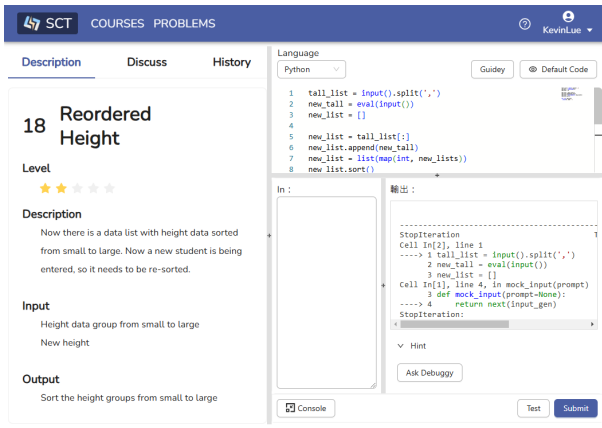 SCT COURSES PROBLEMS
KevinLue
Description Discuss History
18 Reordered
Height
Level
Description
Now there is a data list with height data sorted
from small to large. Now a new student is being
entered, so it needs to be re-sorted.
Input
Height data group from small to large
New height
Output
Sort the height groups from small to large
Language
Python
Guidey
Default Code
1 tall_list = input().split(',')
2 new_tall = eval(input())
3 new_list = []
4
5 new_list = tall_list[:]
6 new_list.append(new_tall)
7 new_list = list(map(int, new_lists))
8 new_list.sort()
In :
輸出 :
--------------------------------
StopIteration T
Cell In[2], line 1
----> 1 tall_list = input().split(',')
2 new_tall = eval(input())
3 new_list = []
Cell In[1], line 4, in mock_input(prompt)
3 def mock_input(prompt=None):
----> 4 return next(input_gen)
StopIteration:
Hint
Ask Debuggy
Console
Test
Submit